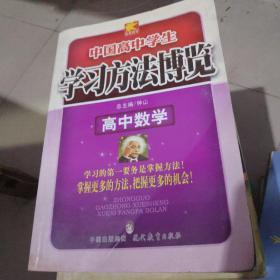 中国高中学生
学习方法博览
总主编/钟山
高中数学
学习的第一要务是掌握方法!
掌握更多的方法,把握更多的机会!
ZHONGGUO
GAOZHONG XUESHENG
XUEXI FANGFA BOLAN
现代教育出版社